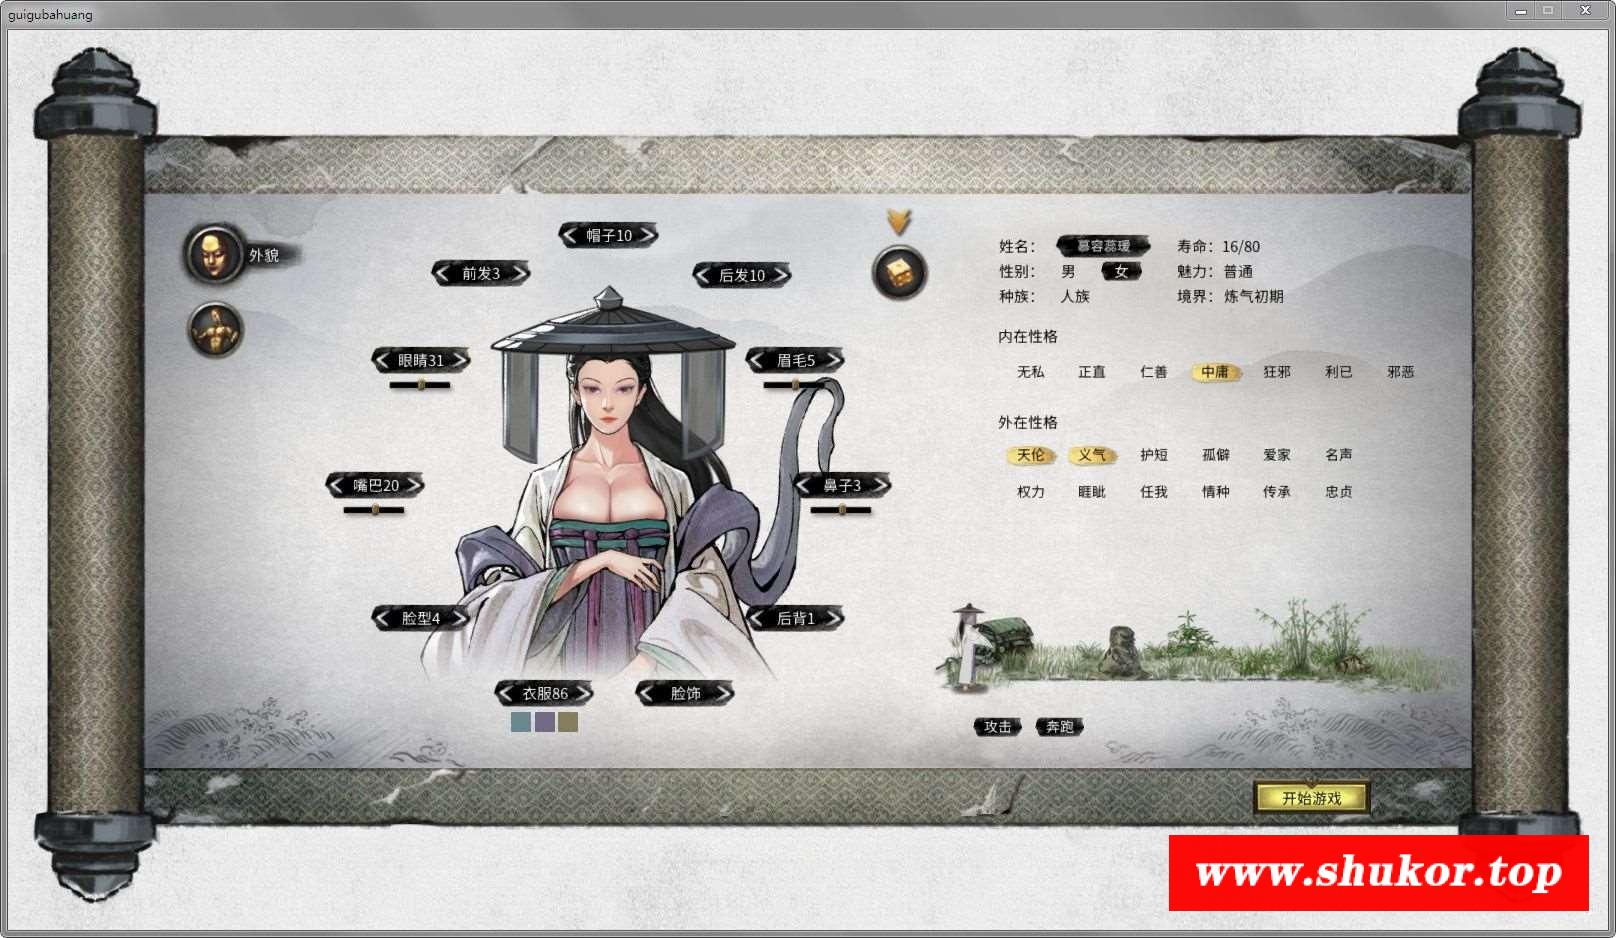 guigubahuang
外貌
帽子10
前发3
后发10
眼睛31
眉毛5
嘴巴20
鼻子3
脸型4
后背1
衣服86
脸饰
姓名： 慕容蕊瑷 寿命：16/80
性别： 男 女 魅力：普通
种族： 人族 境界：炼气初期
内在性格
无私 正直 仁善 中庸 狂邪 利已 邪恶
外在性格
天伦 义气 护短 孤僻 爱家 名声
权力 睚眦 任我 情种 传承 忠贞
攻击 奔跑
开始游戏
www.shukor.top